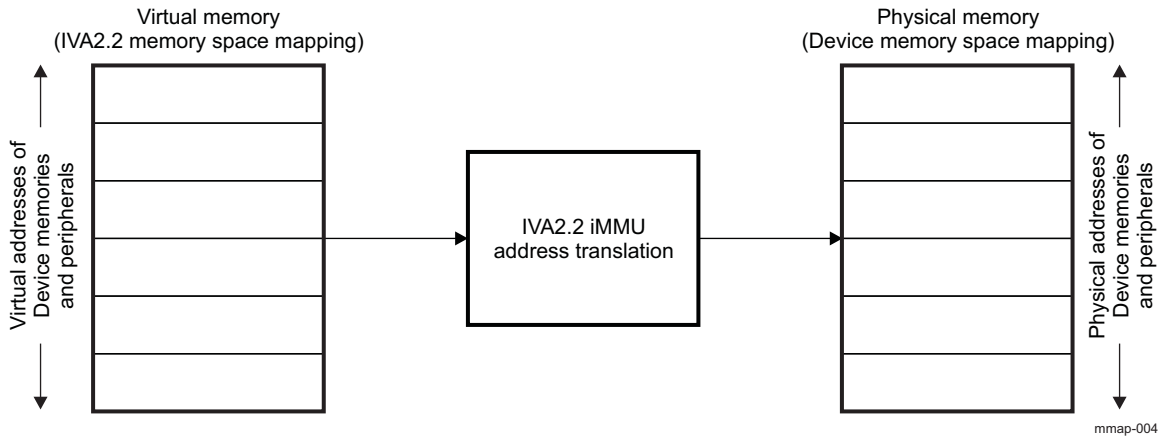 Virtual memory
(IVA2.2 memory space mapping)
Physical memory
(Device memory space mapping)
Virtual addresses of
Device memories
and peripherals
IVA2.2 iMMU
address translation
Physical addresses of
Device memories
and peripherals
mmap-004